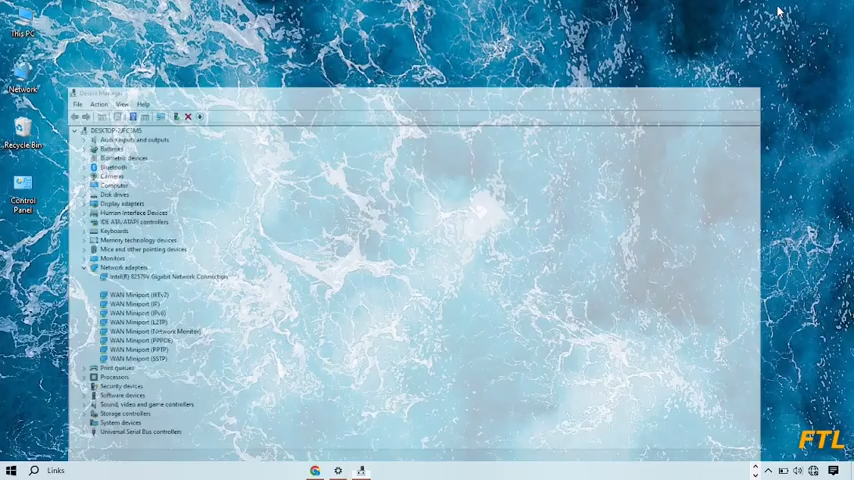 This PC
Network
Recycle Bin
Control
Panel
Device Manager
File Action View Help
Audio inputs and outputs
Batteries
Biometric devices
Bluetooth
Cameras
Computer
Disk drives
Display adapters
Human Interface Devices
IDE ATA/ATAPI controllers
Keyboards
Memory technology devices
Mice and other pointing devices
Monitors
Network adapters
Gigabit Network Connection
WAN Miniport (IKEv2)
WAN Miniport (IP)
WAN Miniport (IPv6)
WAN Miniport (L2TP)
WAN Miniport (Network Monitor)
WAN Miniport (PPPOE)
WAN Miniport (PPTP)
WAN Miniport (SSTP)
Print queues
Processors
Security devices
Software devices
Sound, video and game controllers
Storage controllers
System devices
Universal Serial Bus controllers
FTL
Links